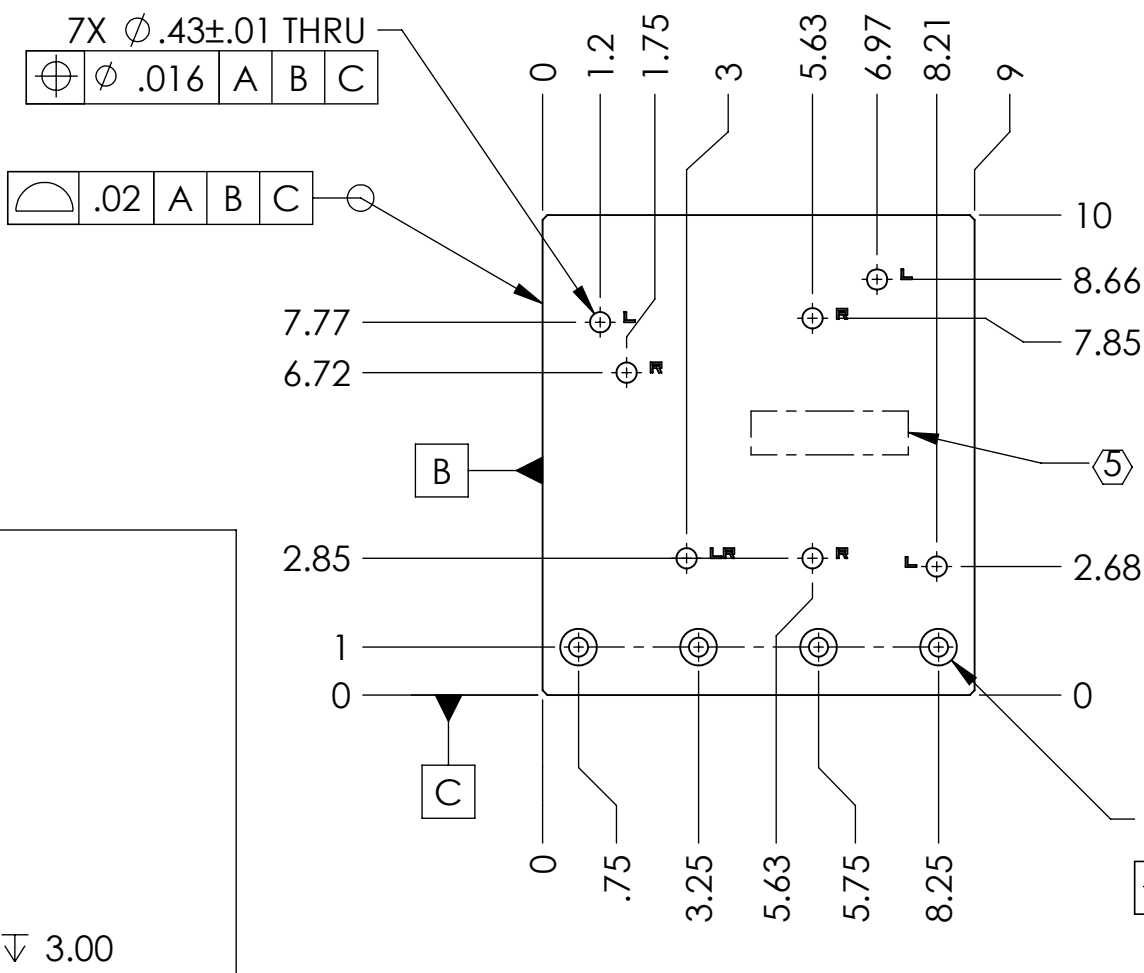 7X ⌀ .43±.01 THRU
⌖ ⌀ .016 A B C
⌓ .02 A B C
0
1.2
1.75
3
5.63
6.97
8.21
9
10
8.66
7.85
2.68
0
7.77
6.72
2.85
1
0
L
R
L
R
LR
R
L
B
5
C
0
.75
3.25
5.63
5.75
8.25
↧ 3.00